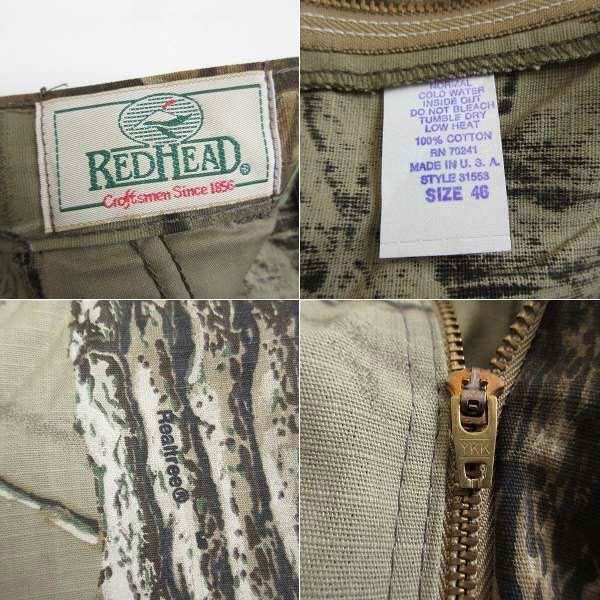 REDHEAD®
Craftsmen Since 1856
NORMAL
COLD WATER
INSIDE OUT
DO NOT BLEACH
TUMBLE DRY
LOW HEAT
100% COTTON
RN 70241
MADE IN U. S. A.
STYLE 31553
SIZE 46
Realtree®
YKK